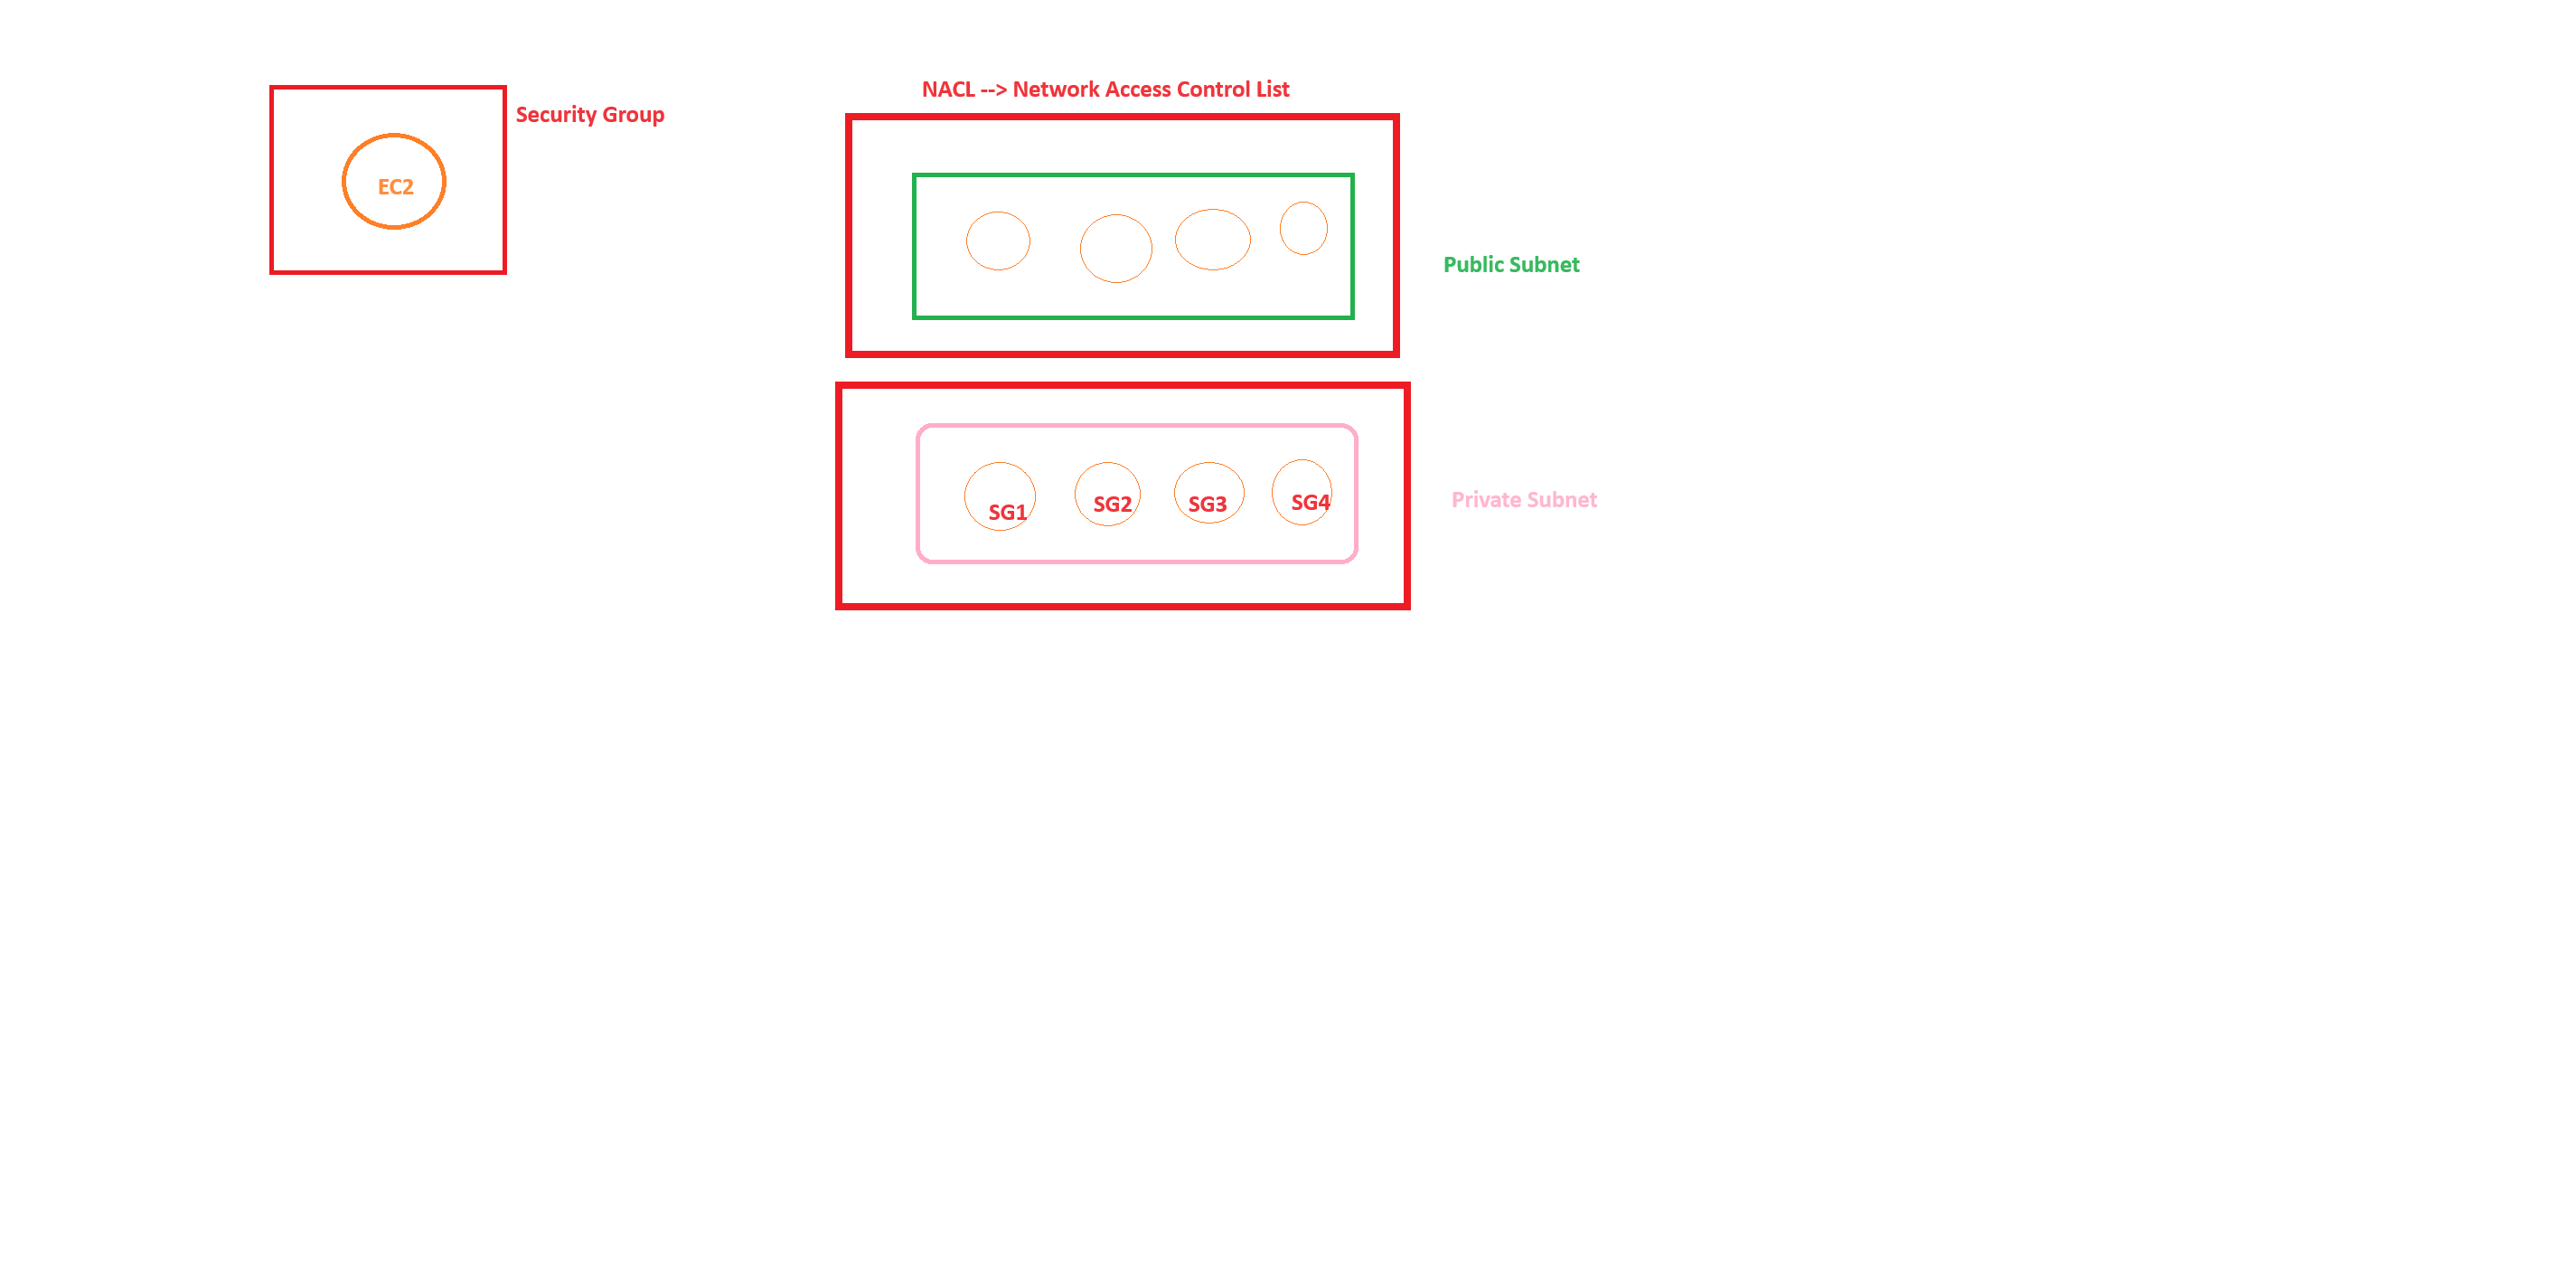 NACL --> Network Access Control List
Security Group
EC2
Public Subnet
SG1
SG2
SG3
SG4
Private Subnet